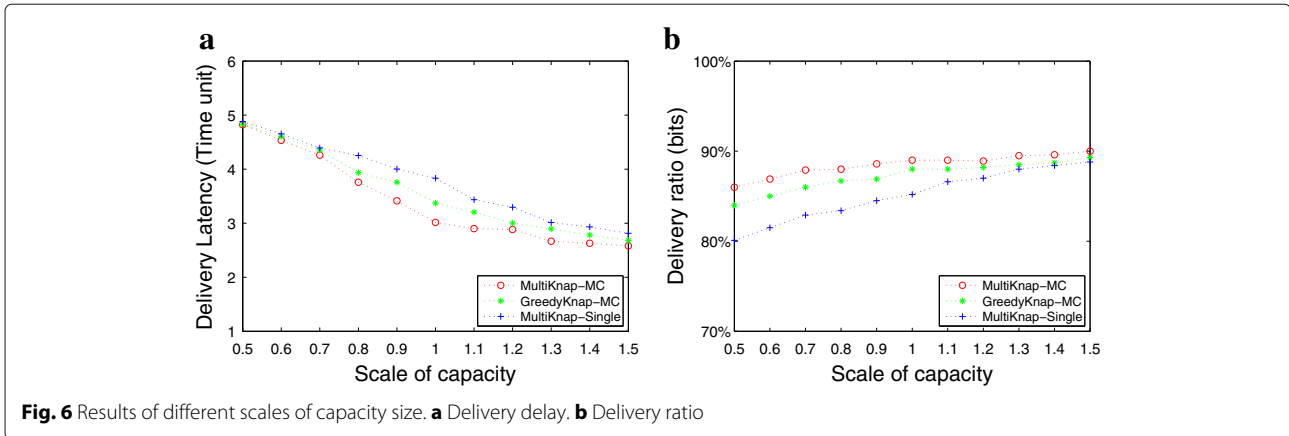 a
6
5
4
3
2
1
Delivery Latency (Time unit)
MultiKnap−MC
GreedyKnap−MC
MultiKnap−Single
0.5 0.6 0.7 0.8 0.9 1 1.1 1.2 1.3 1.4 1.5
Scale of capacity
b
100%
90%
80%
70%
Delivery ratio (bits)
MultiKnap−MC
GreedyKnap−MC
MultiKnap−Single
0.5 0.6 0.7 0.8 0.9 1 1.1 1.2 1.3 1.4 1.5
Scale of capacity
Fig. 6 Results of different scales of capacity size. a Delivery delay. b Delivery ratio